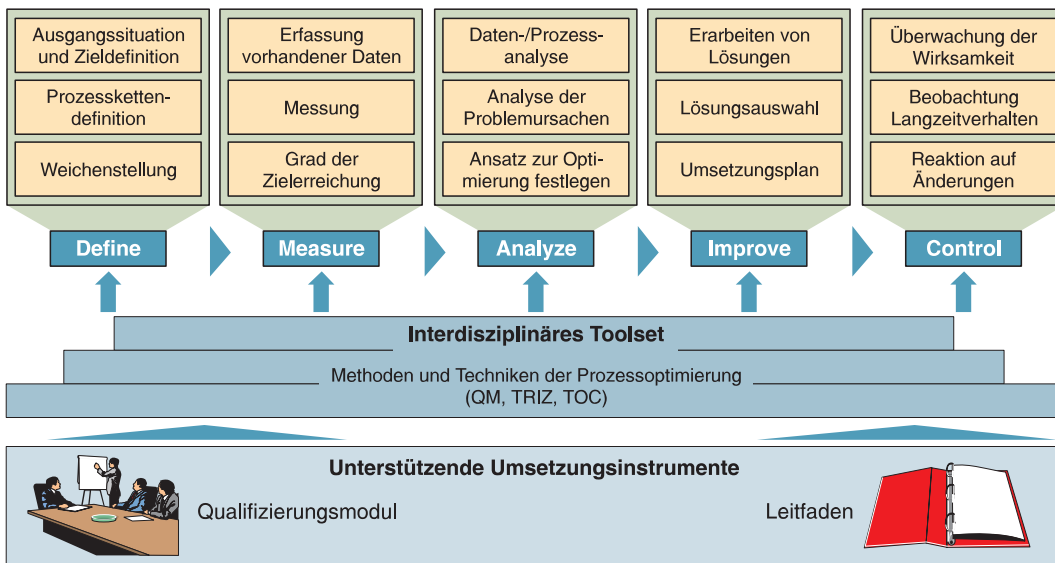 Ausgangssituation
und Zieldefinition
Prozessketten-
definition
Weichenstellung
Erfassung
vorhandener Daten
Messung
Grad der
Zielerreichung
Daten-/Prozess-
analyse
Analyse der
Problemursachen
Ansatz zur Opti-
mierung festlegen
Erarbeiten von
Lösungen
Lösungsauswahl
Umsetzungsplan
Überwachung der
Wirksamkeit
Beobachtung
Langzeitverhalten
Reaktion auf
Änderungen
Define
Measure
Analyze
Improve
Control
Interdisziplinäres Toolset
Methoden und Techniken der Prozessoptimierung
(QM, TRIZ, TOC)
Unterstützende Umsetzungsinstrumente
Qualifizierungsmodul
Leitfaden